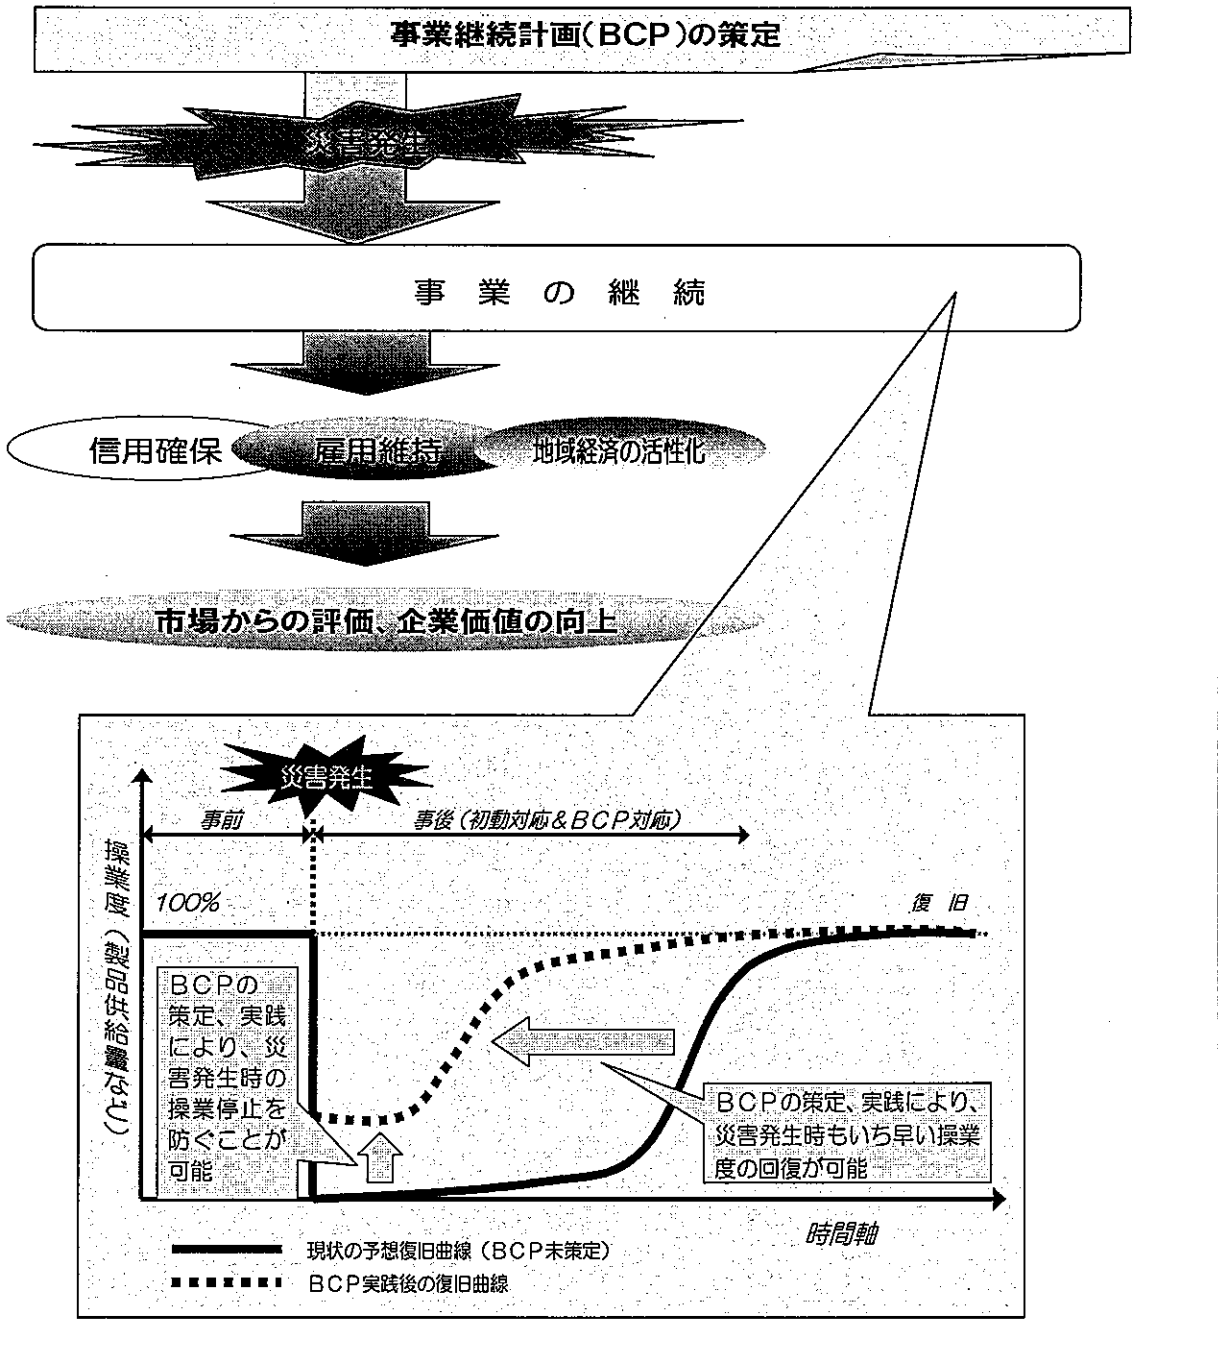 事業継続計画(BCP)の策定
災害発生
事業の継続
信用確保
雇用維持
地域経済の活性化
市場からの評価、企業価値の向上
災害発生
事前
事後(初動対応&BCP対応)
操業度(製品供給量など)
100%
復旧
BCPの
策定、実践
により、災
害発生時の
操業停止を
防ぐことが
可能
BCPの策定、実践により、
災害発生時もいち早い操業
度の回復が可能
時間軸
現状の予想復旧曲線(BCP未策定)
BCP実践後の復旧曲線